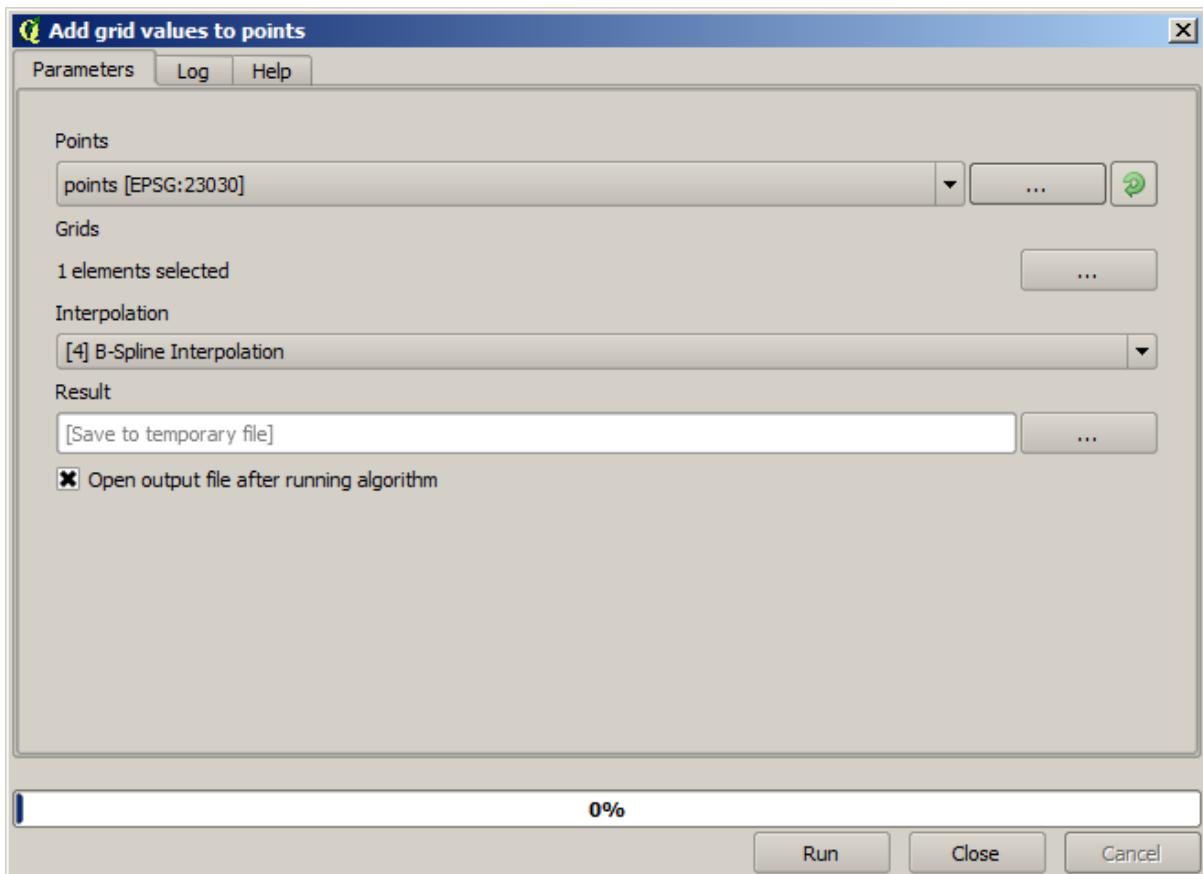 Add grid values to points
Parameters Log Help
Points
points [EPSG:23030] ...
Grids
1 elements selected ...
Interpolation
[4] B-Spline Interpolation
Result
[Save to temporary file] ...
Open output file after running algorithm
0%
Run Close Cancel